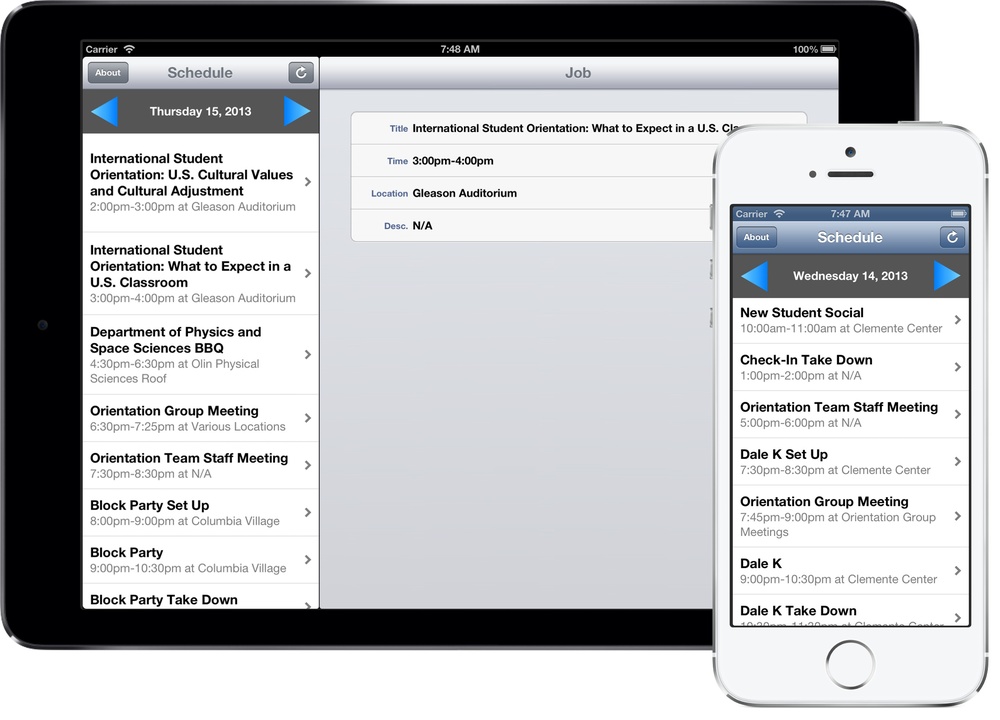 Carrier
7:48 AM
100%
About
Schedule
Job
Thursday 15, 2013
International Student
Orientation: U.S. Cultural Values
and Cultural Adjustment
2:00pm-3:00pm at Gleason Auditorium
International Student
Orientation: What to Expect in a
U.S. Classroom
3:00pm-4:00pm at Gleason Auditorium
Department of Physics and
Space Sciences BBQ
4:30pm-6:30pm at Olin Physical
Sciences Roof
Orientation Group Meeting
6:30pm-7:25pm at Various Locations
Orientation Team Staff Meeting
7:30pm-8:30pm at N/A
Block Party Set Up
8:00pm-9:00pm at Columbia Village
Block Party
9:00pm-10:30pm at Columbia Village
Block Party Take Down
Title International Student Orientation: What to Expect in a U.S. Cla
Time 3:00pm-4:00pm
Location Gleason Auditorium
Desc. N/A
Carrier
7:47 AM
About
Schedule
Wednesday 14, 2013
New Student Social
10:00am-11:00am at Clemente Center
Check-In Take Down
1:00pm-2:00pm at N/A
Orientation Team Staff Meeting
5:00pm-6:00pm at N/A
Dale K Set Up
7:30pm-8:30pm at Clemente Center
Orientation Group Meeting
7:45pm-9:00pm at Orientation Group
Meetings
Dale K
9:00pm-10:30pm at Clemente Center
Dale K Take Down
10:30pm-11:30pm at Clemente Center